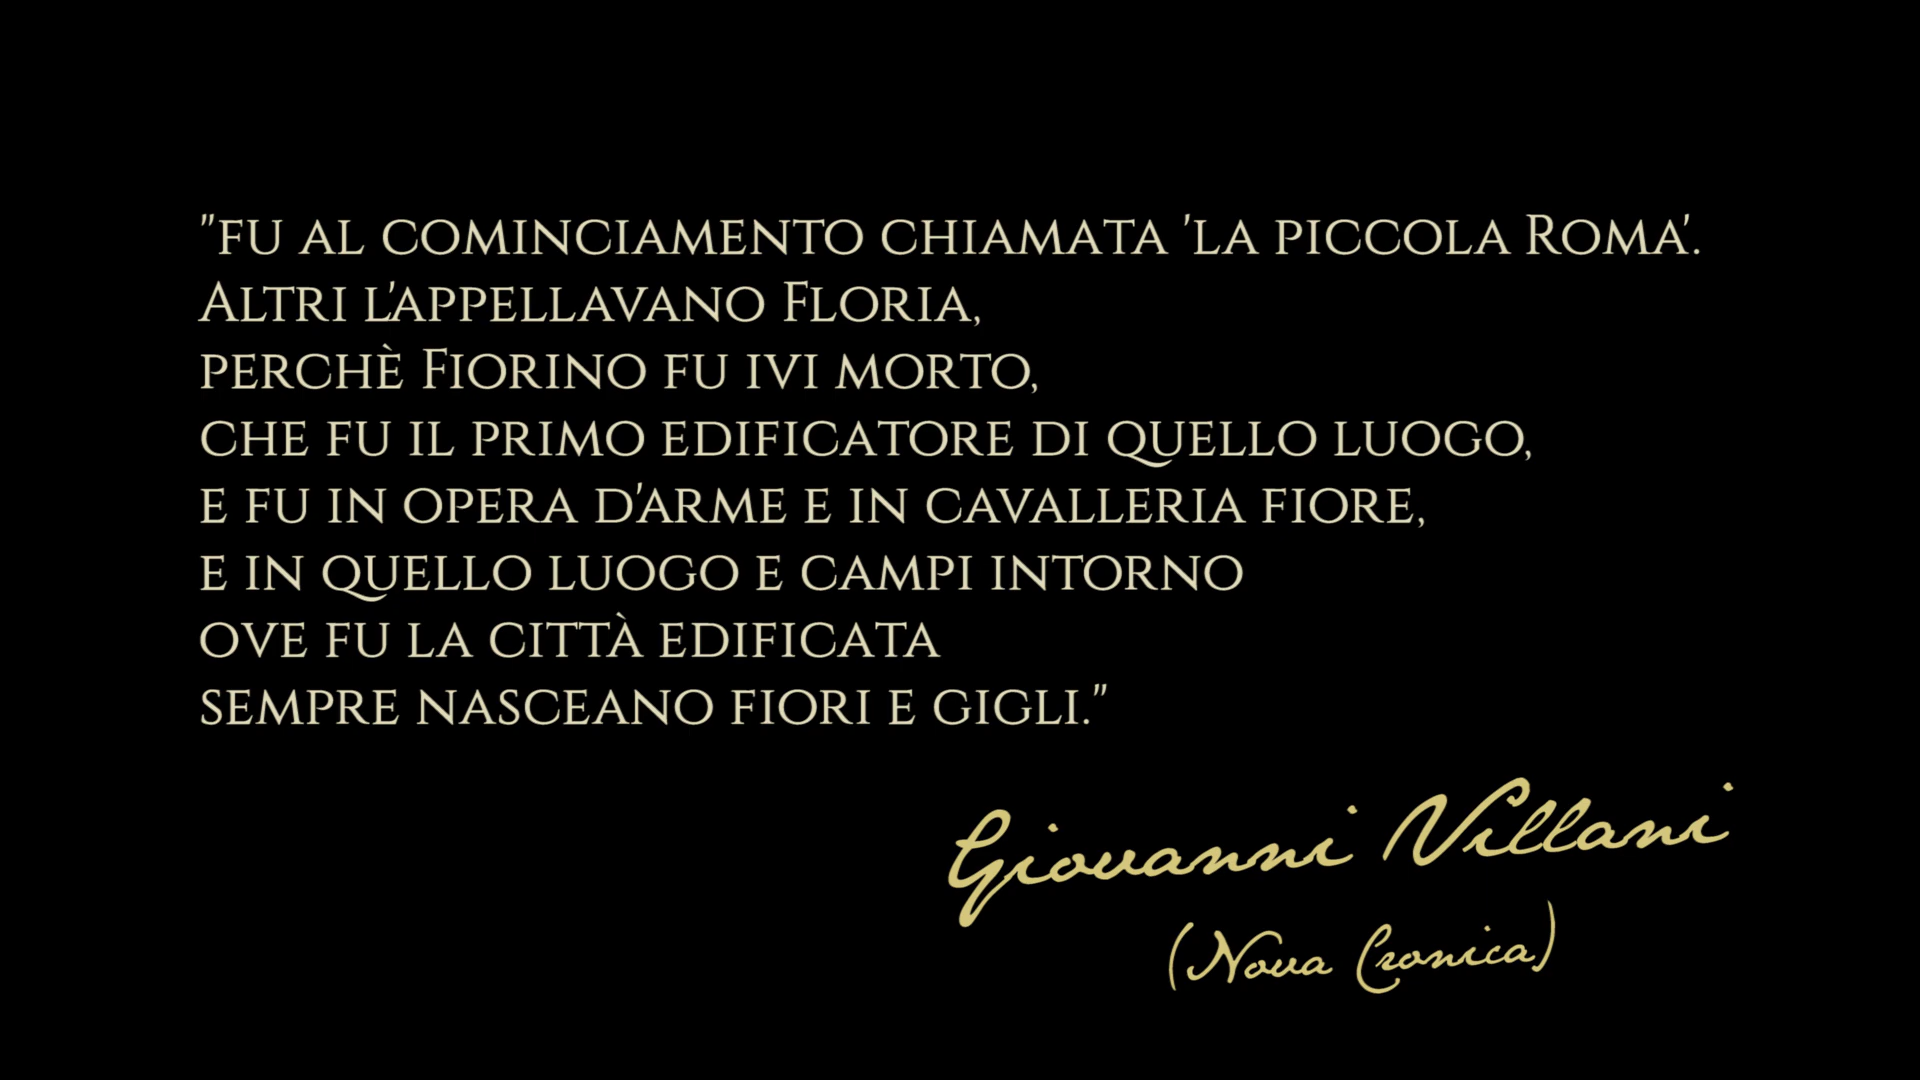 "fu al cominciamento chiamata 'la piccola Roma'.
Altri l'appellavano Floria,
perchè Fiorino fu ivi morto,
che fu il primo edificatore di quello luogo,
e fu in opera d'arme e in cavalleria fiore,
e in quello luogo e campi intorno
ove fu la città edificata
sempre nasceano fiori e gigli."
Giovanni Villani
(Nova Cronica)